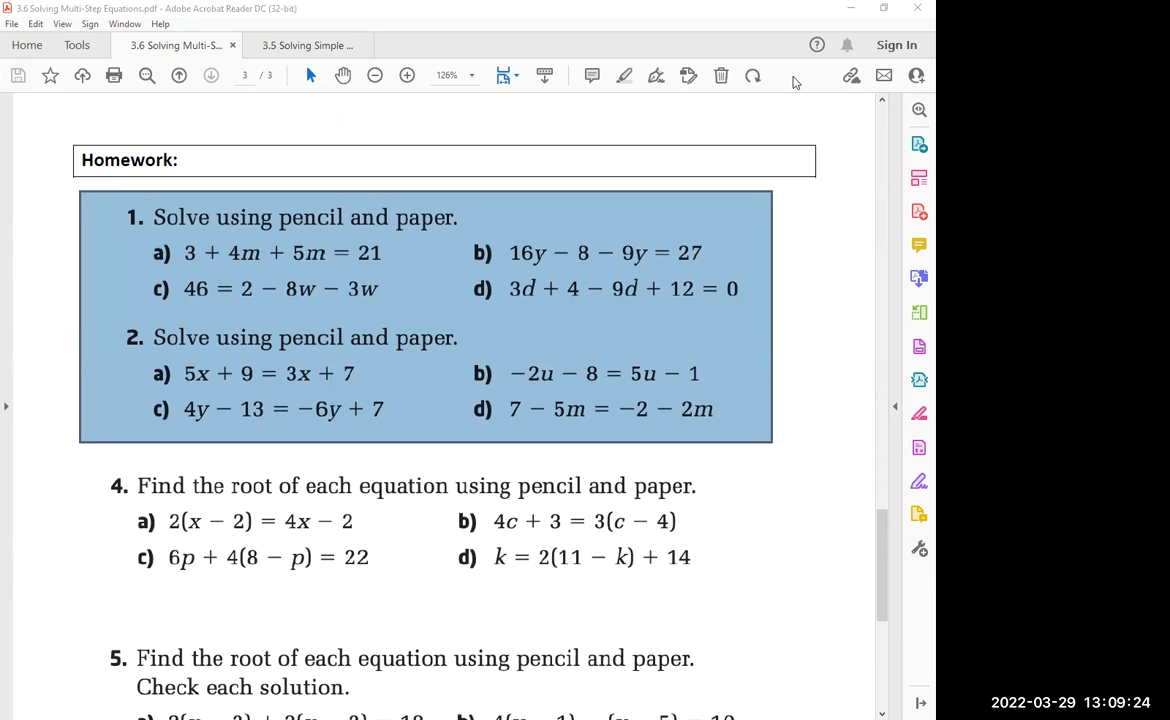 3.6 Solving Multi-Step Equations.pdf - Adobe Acrobat Reader DC (32-bit)
File Edit View Sign Window Help
Home Tools 3.6 Solving Multi-S... × 3.5 Solving Simple ... Sign In
3 / 3 126%
Homework:
1. Solve using pencil and paper.
a) 3 + 4m + 5m = 21 b) 16y − 8 − 9y = 27
c) 46 = 2 − 8w − 3w d) 3d + 4 − 9d + 12 = 0
2. Solve using pencil and paper.
a) 5x + 9 = 3x + 7 b) −2u − 8 = 5u − 1
c) 4y − 13 = −6y + 7 d) 7 − 5m = −2 − 2m
4. Find the root of each equation using pencil and paper.
a) 2(x − 2) = 4x − 2 b) 4c + 3 = 3(c − 4)
c) 6p + 4(8 − p) = 22 d) k = 2(11 − k) + 14
5. Find the root of each equation using pencil and paper.
Check each solution.
2022-03-29 13:09:24